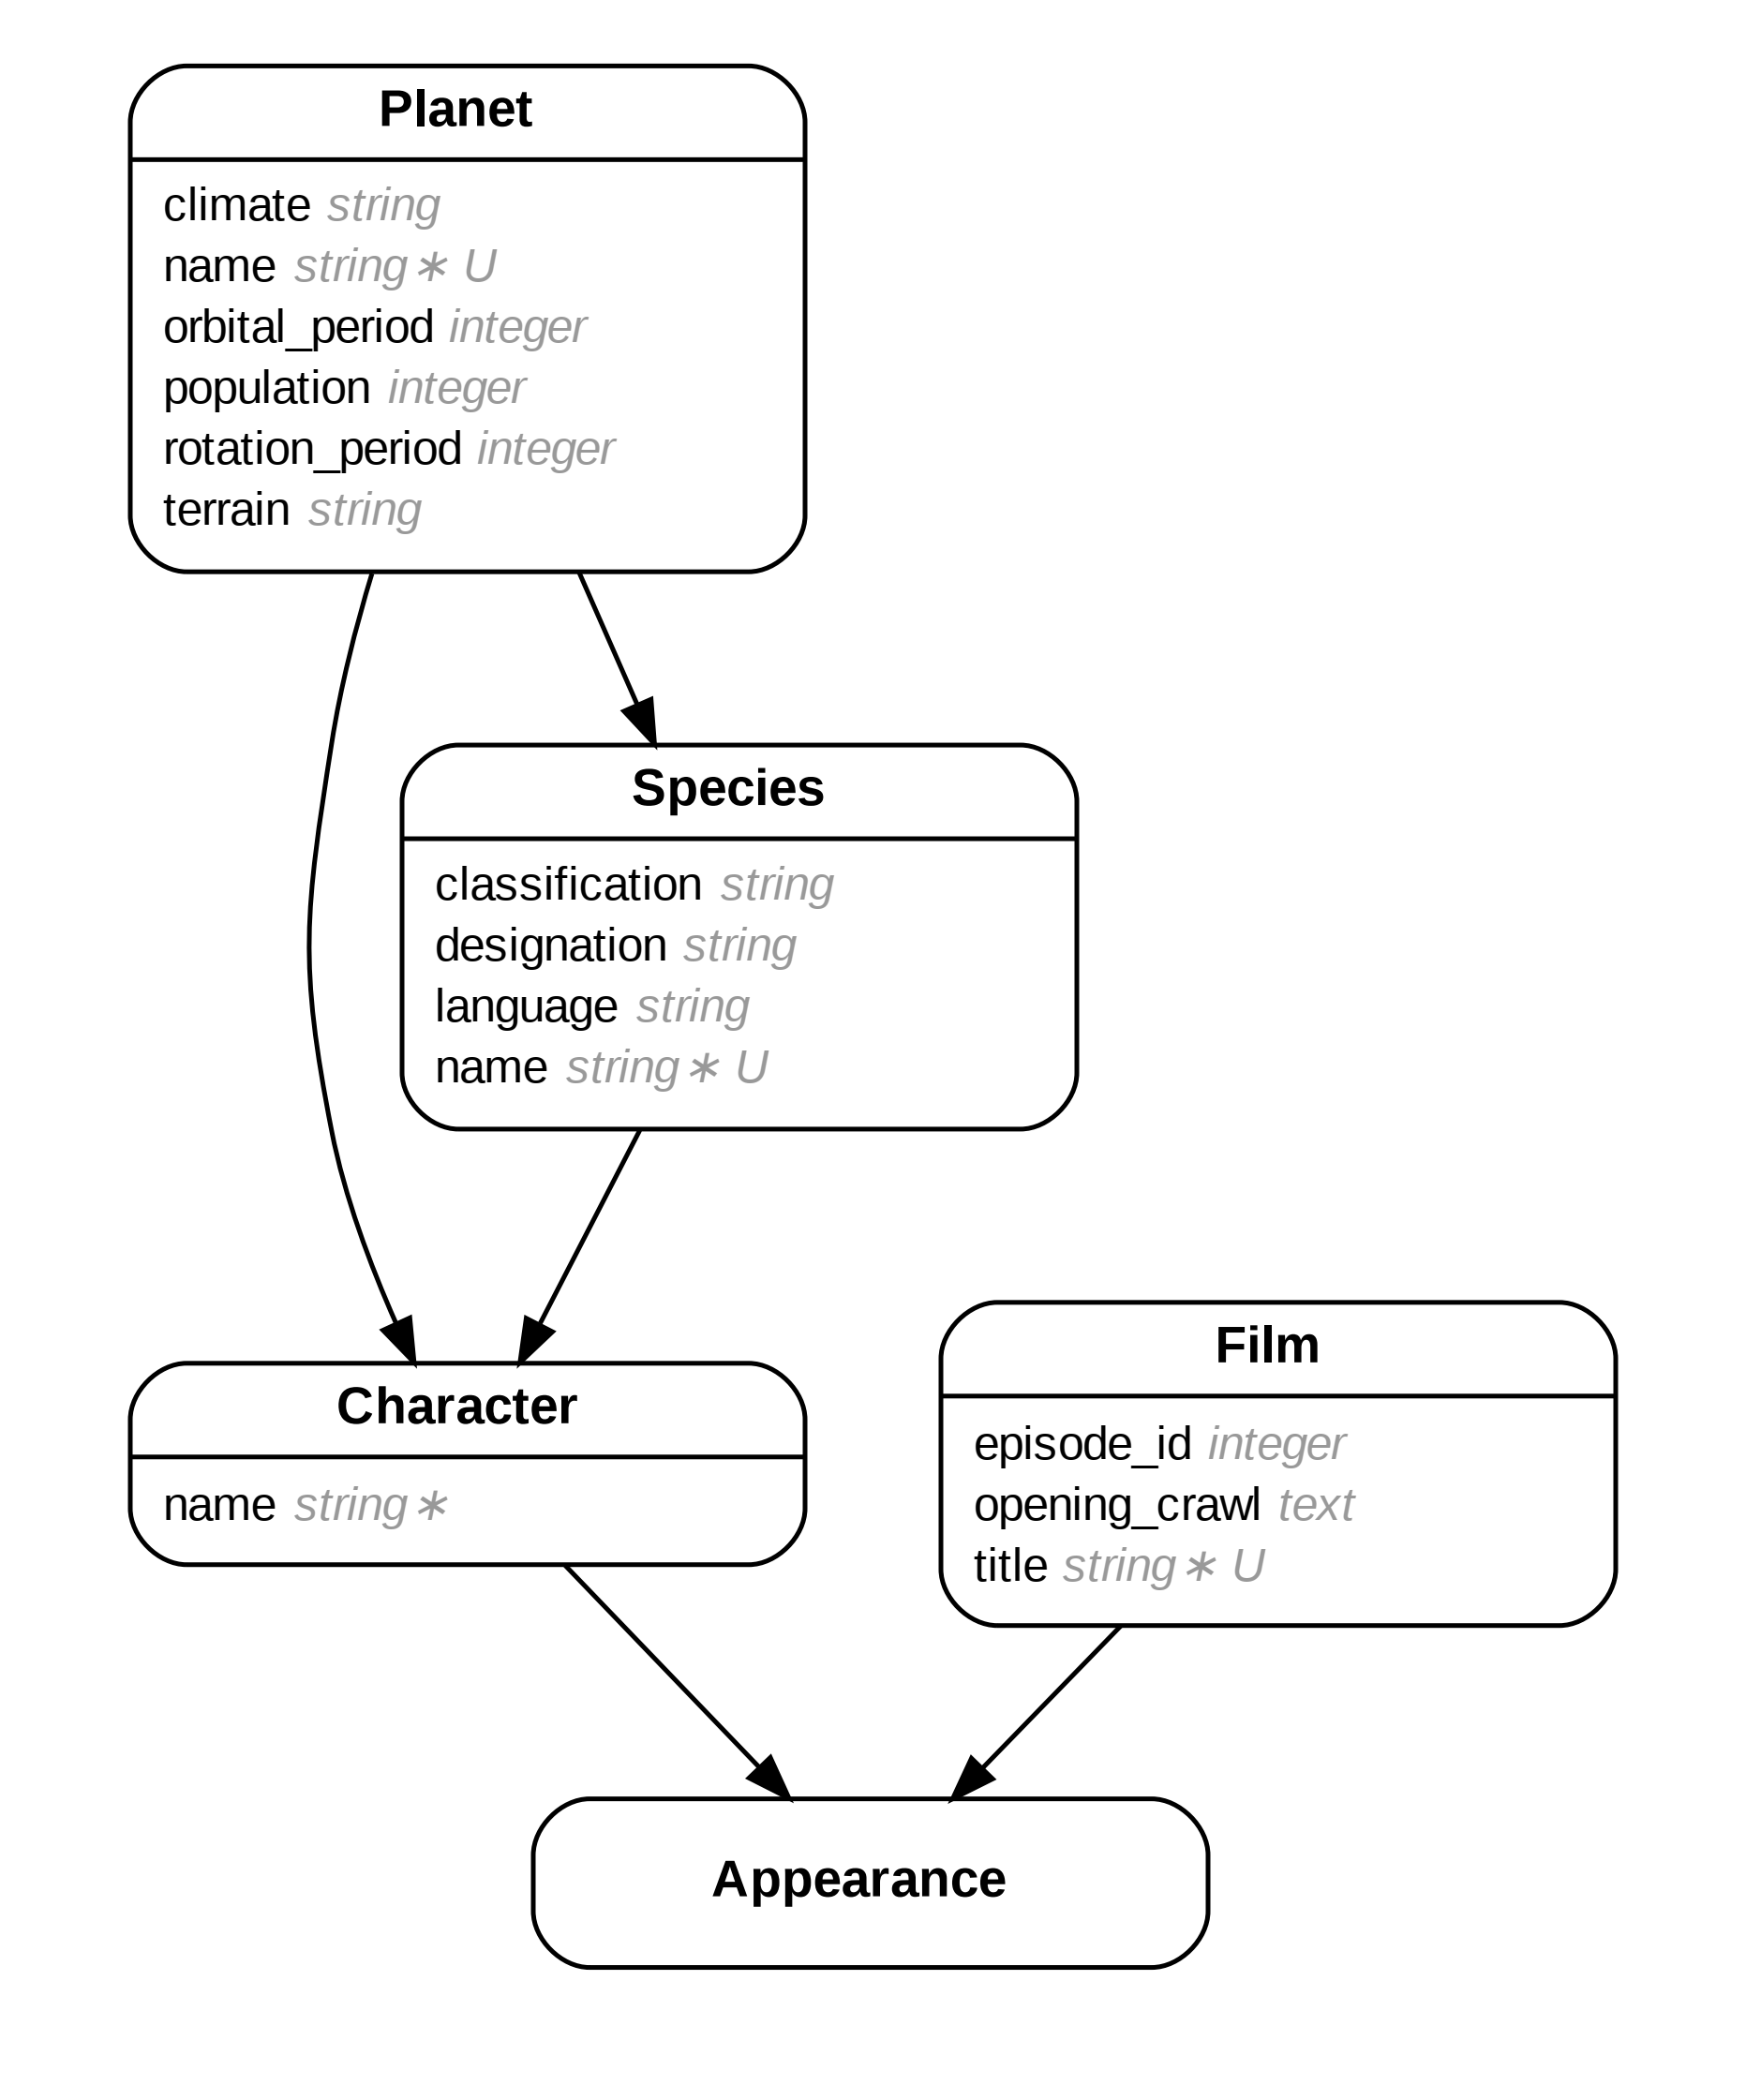 Planet
climate string
name string∗ U
orbital_period integer
population integer
rotation_period integer
terrain string
Species
classification string
designation string
language string
name string∗ U
Character
name string∗
Film
episode_id integer
opening_crawl text
title string∗ U
Appearance